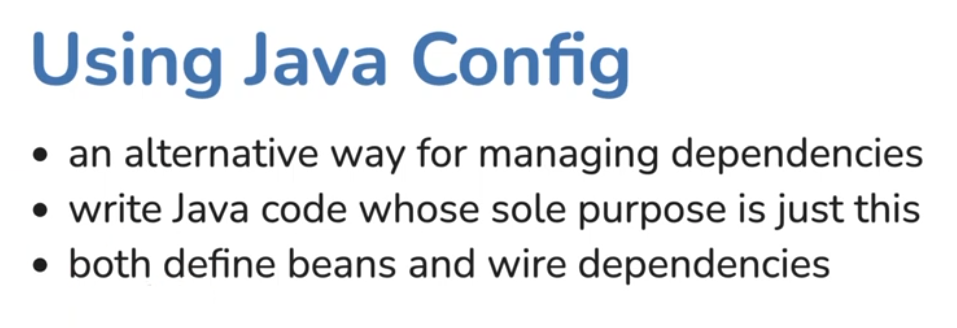 Using Java Config
• an alternative way for managing dependencies
• write Java code whose sole purpose is just this
• both define beans and wire dependencies